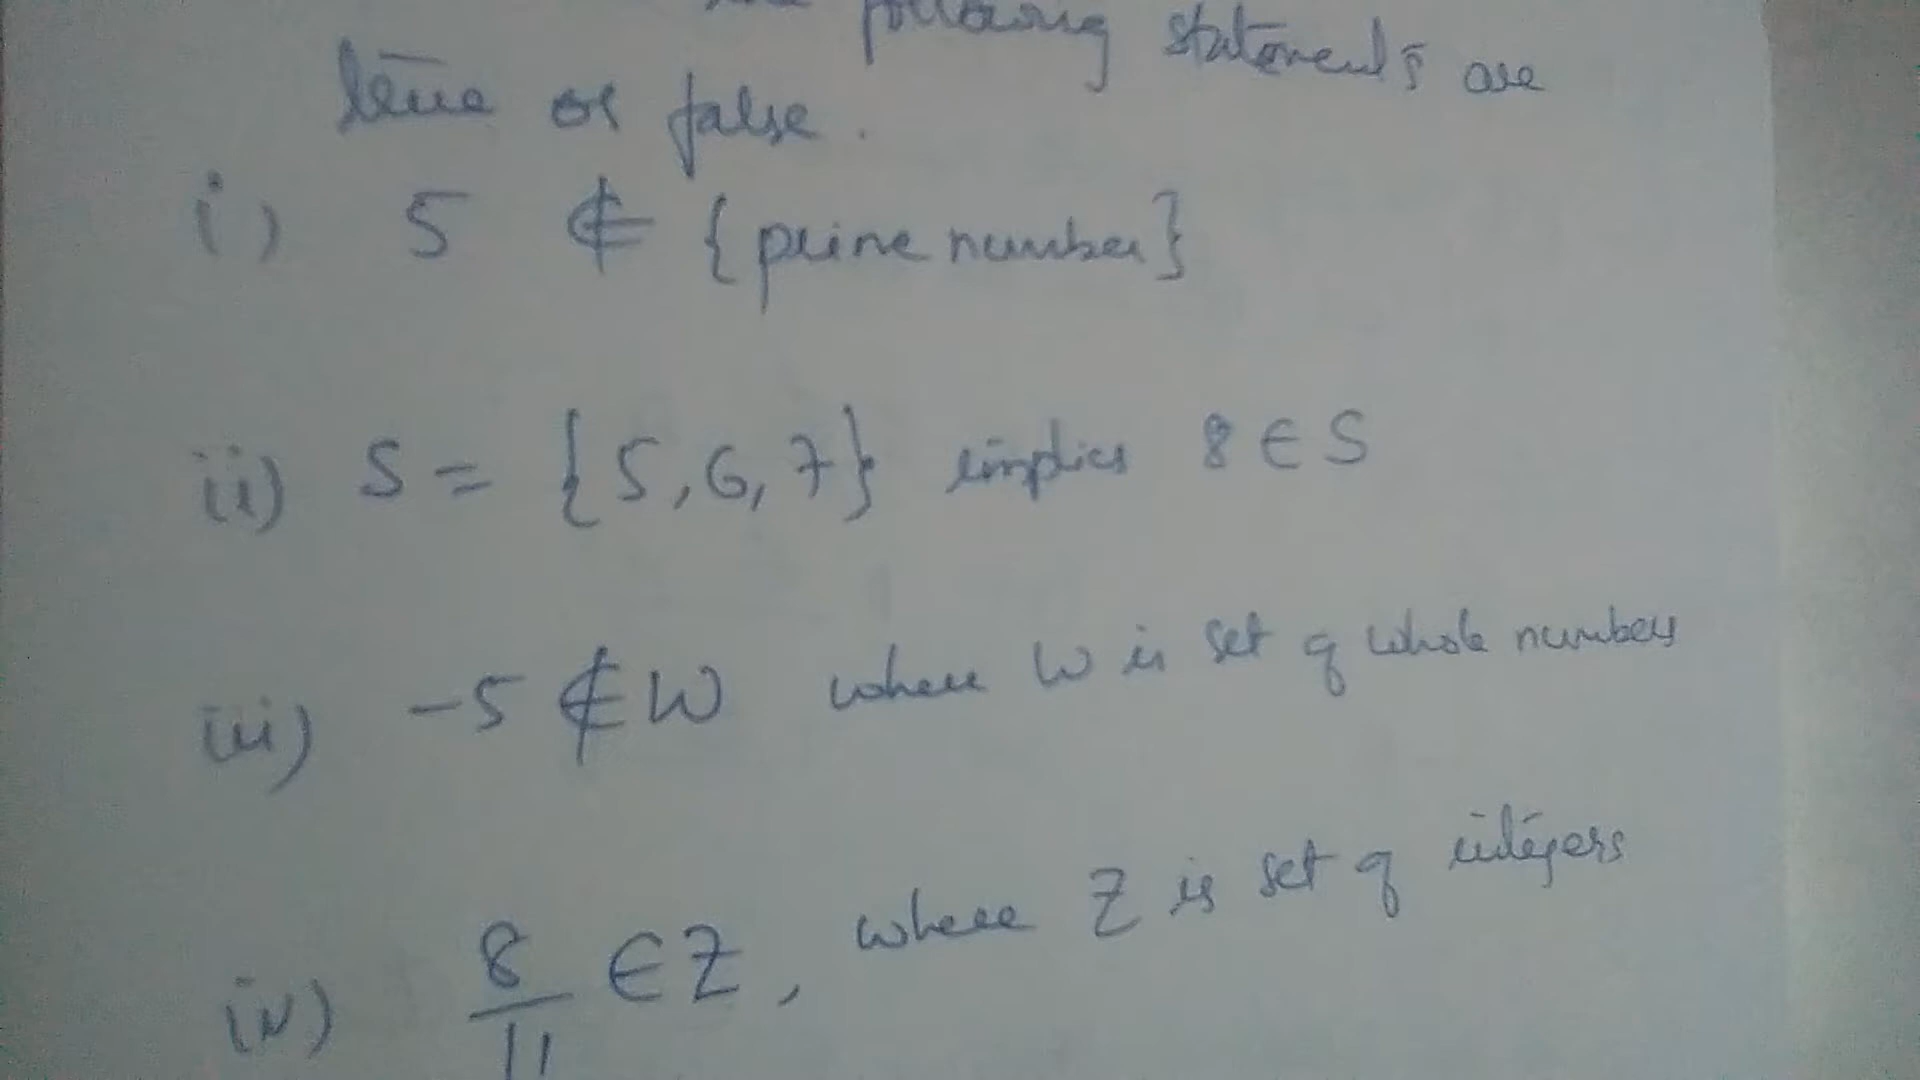 following statements are
true or false.
i) 5 ∉ {prime number}
ii) S = {5, 6, 7} implies 8 ∈ S
iii) -5 ∉ W where W is set of whole numbers
iv) 8/11 ∈ Z, where Z is set of integers